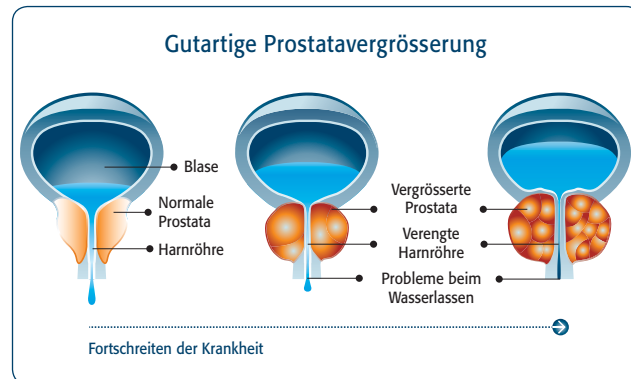 Gutartige Prostatavergrösserung
Blase
Normale
Prostata
Harnröhre
Vergrösserte
Prostata
Verengte
Harnröhre
Probleme beim
Wasserlassen
Fortschreiten der Krankheit